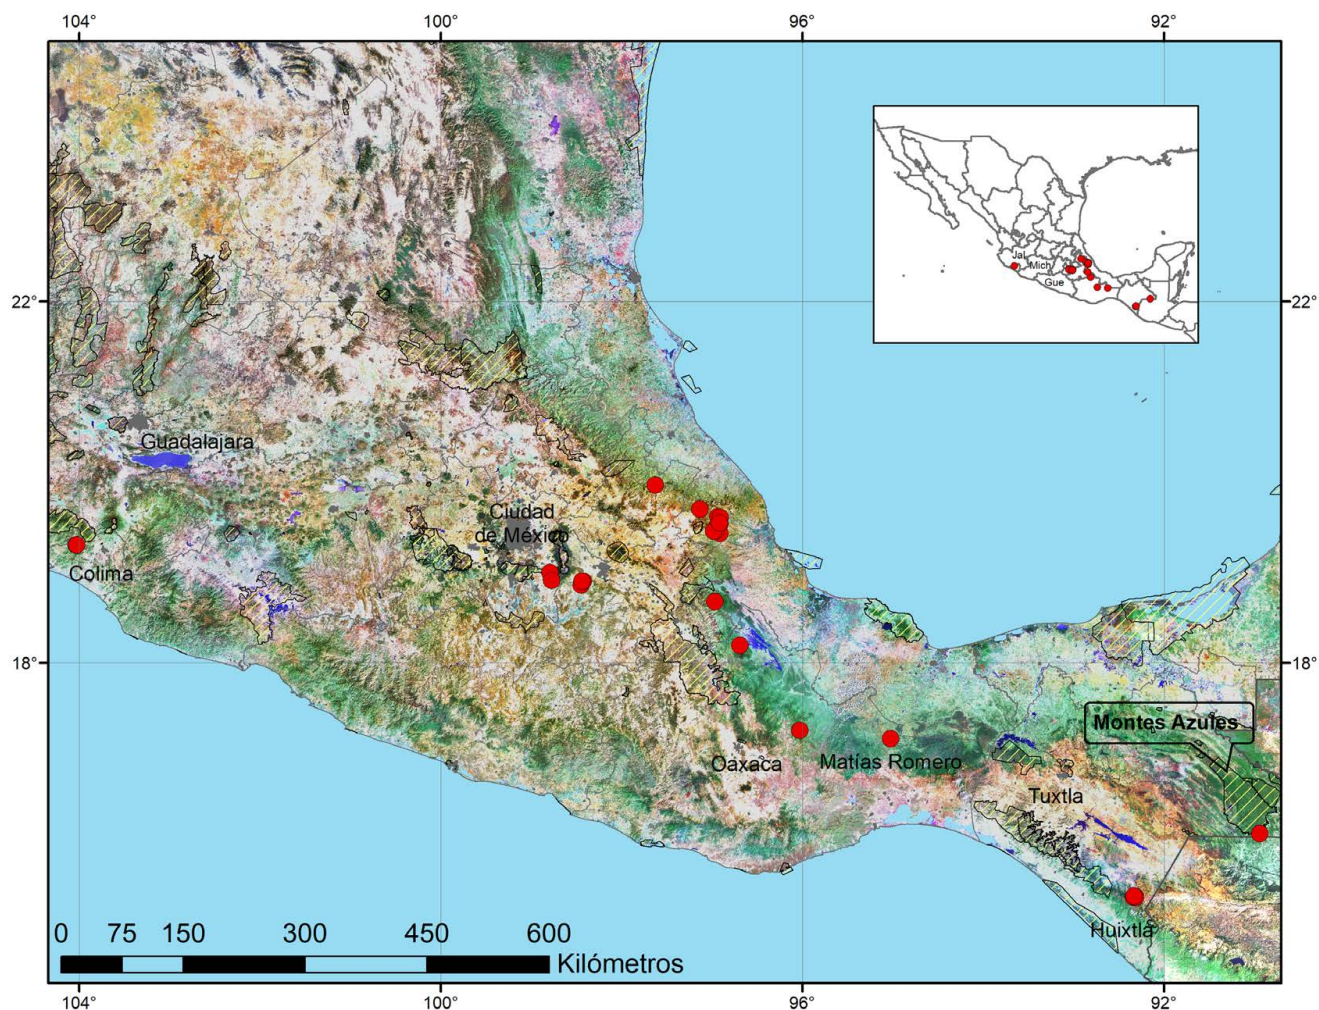 104°
100°
96°
92°
Jal
Mich
Gue
22°
22°
Guadalajara
Ciudad
de México
Colima
18°
18°
Montes Azules
Oaxaca
Matías Romero
Tuxtla
Huixtla
0 75 150 300 450 600
Kilómetros
104°
100°
96°
92°